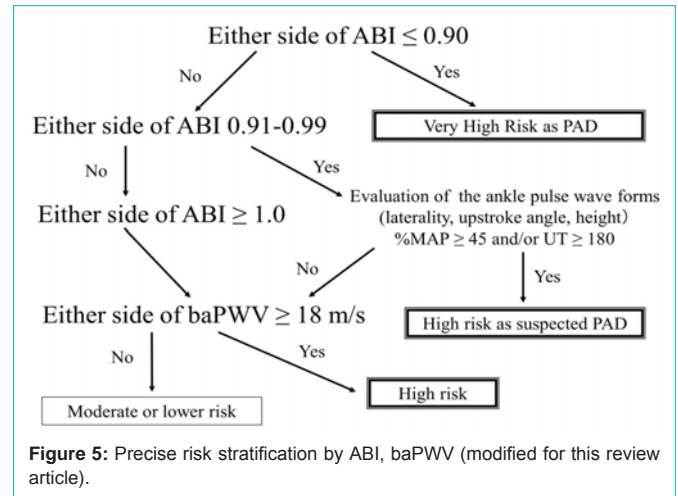 Either side of ABI ≤ 0.90
No
Yes
Either side of ABI 0.91-0.99
Very High Risk as PAD
No
Yes
Evaluation of the ankle pulse wave forms
(laterality, upstroke angle, height)
%MAP ≥ 45 and/or UT ≥ 180
Either side of ABI ≥ 1.0
No
Yes
Either side of baPWV ≥ 18 m/s
High risk as suspected PAD
No
Yes
High risk
Moderate or lower risk
Figure 5: Precise risk stratification by ABI, baPWV (modified for this review
article).